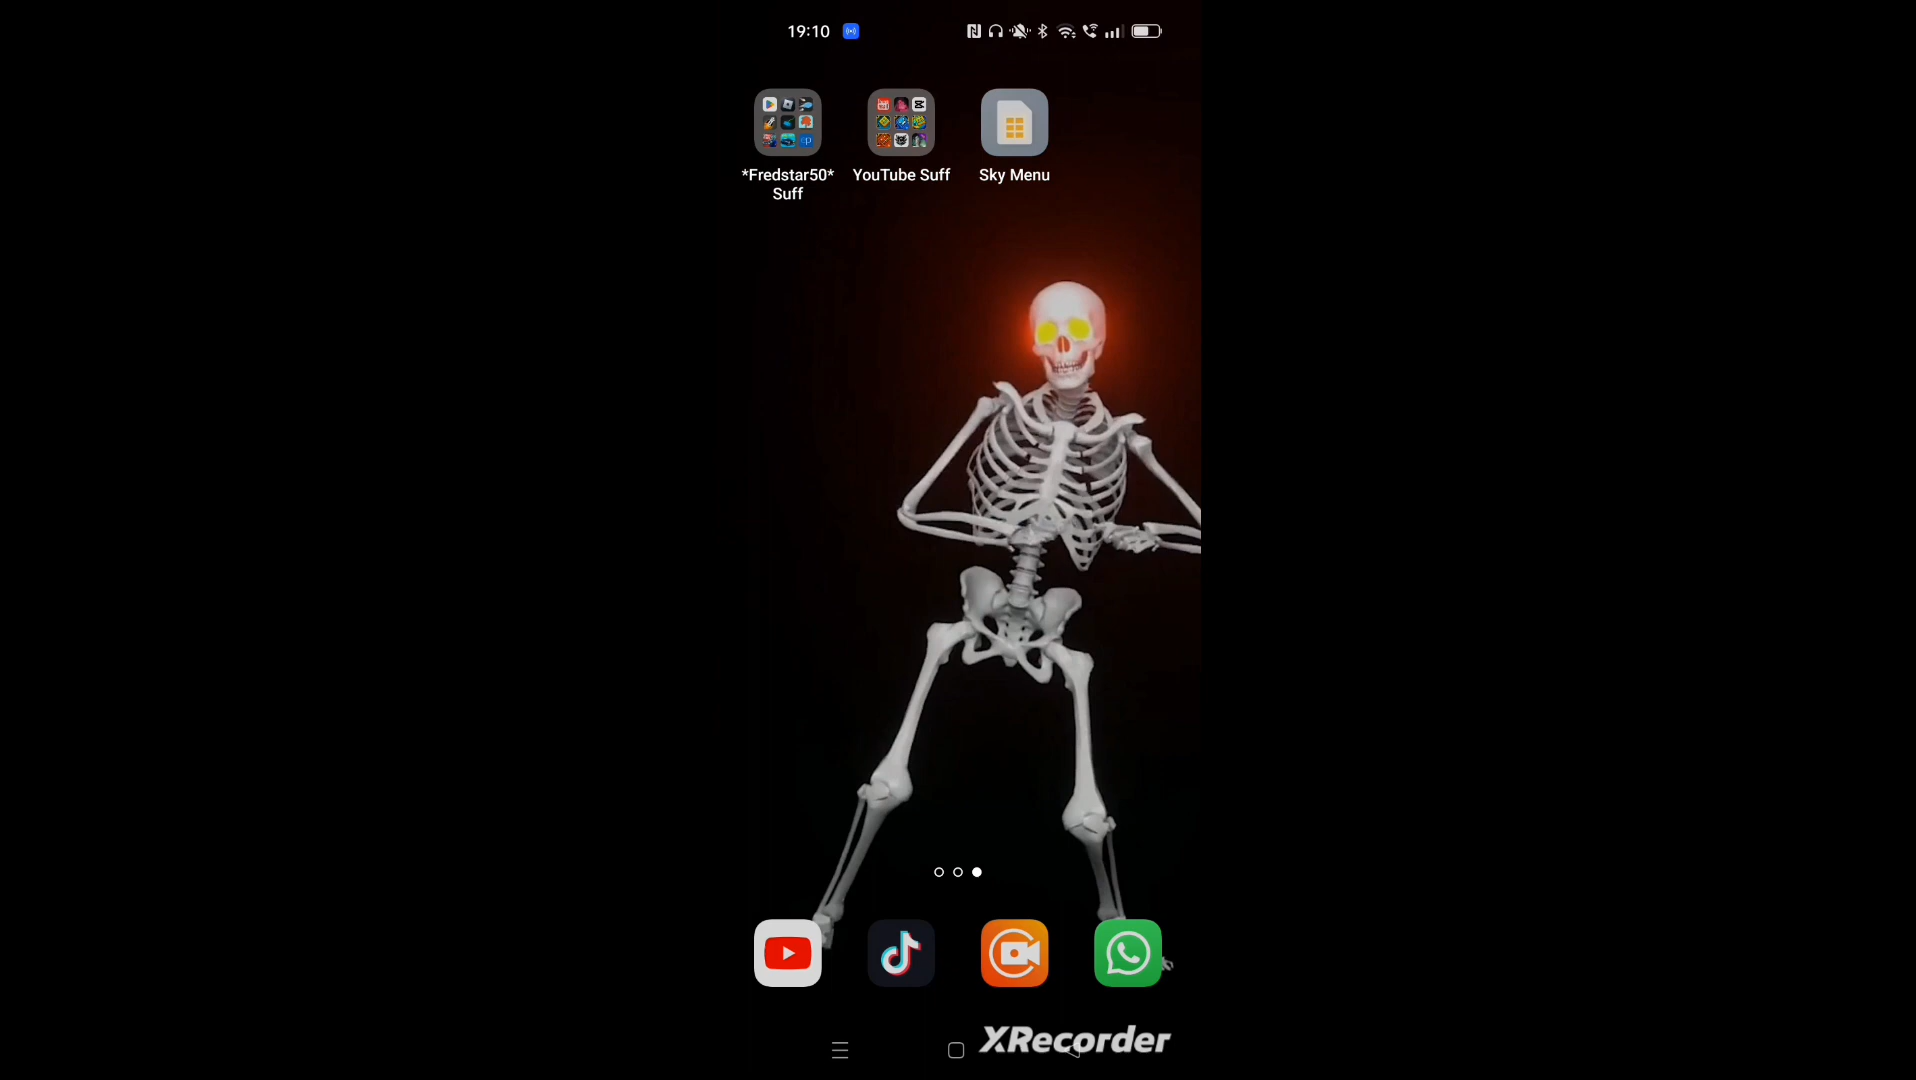 19:10
*Fredstar50*
Suff
YouTube Suff
Sky Menu
XRecorder